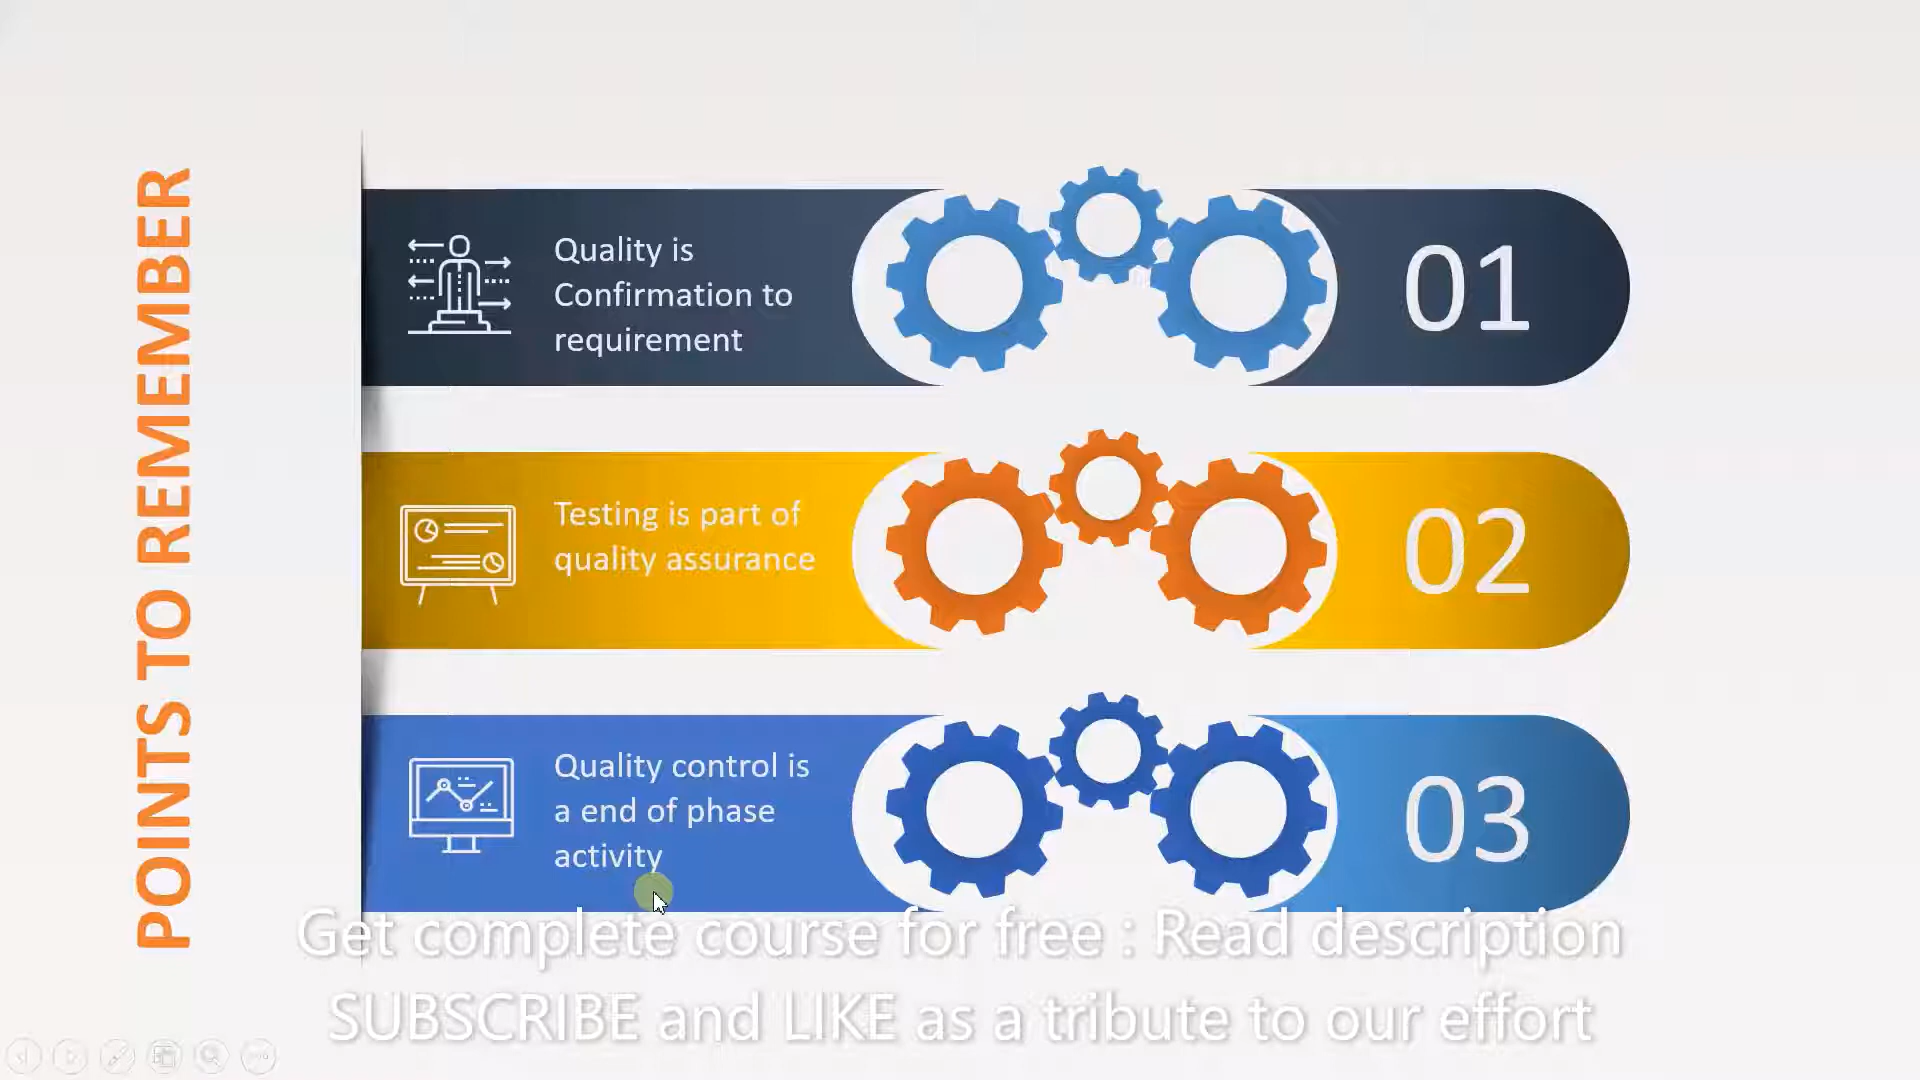 POINTS TO REMEMBER
Quality is
Confirmation to
requirement
01
Testing is part of
quality assurance
02
Quality control is
a end of phase
activity
03
Get complete course for free : Read description
SUBSCRIBE and LIKE as a tribute to our effort